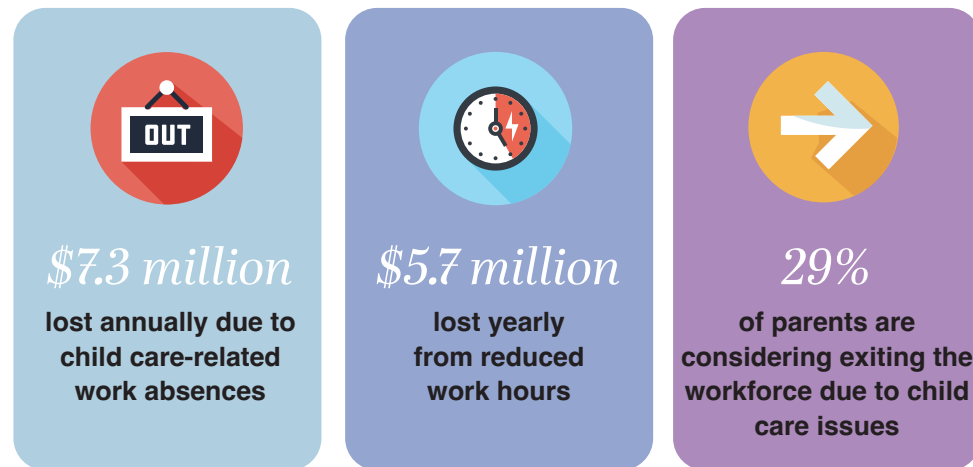 OUT
$7.3 million
lost annually due to
child care-related
work absences
$5.7 million
lost yearly
from reduced
work hours
29%
of parents are
considering exiting the
workforce due to child
care issues